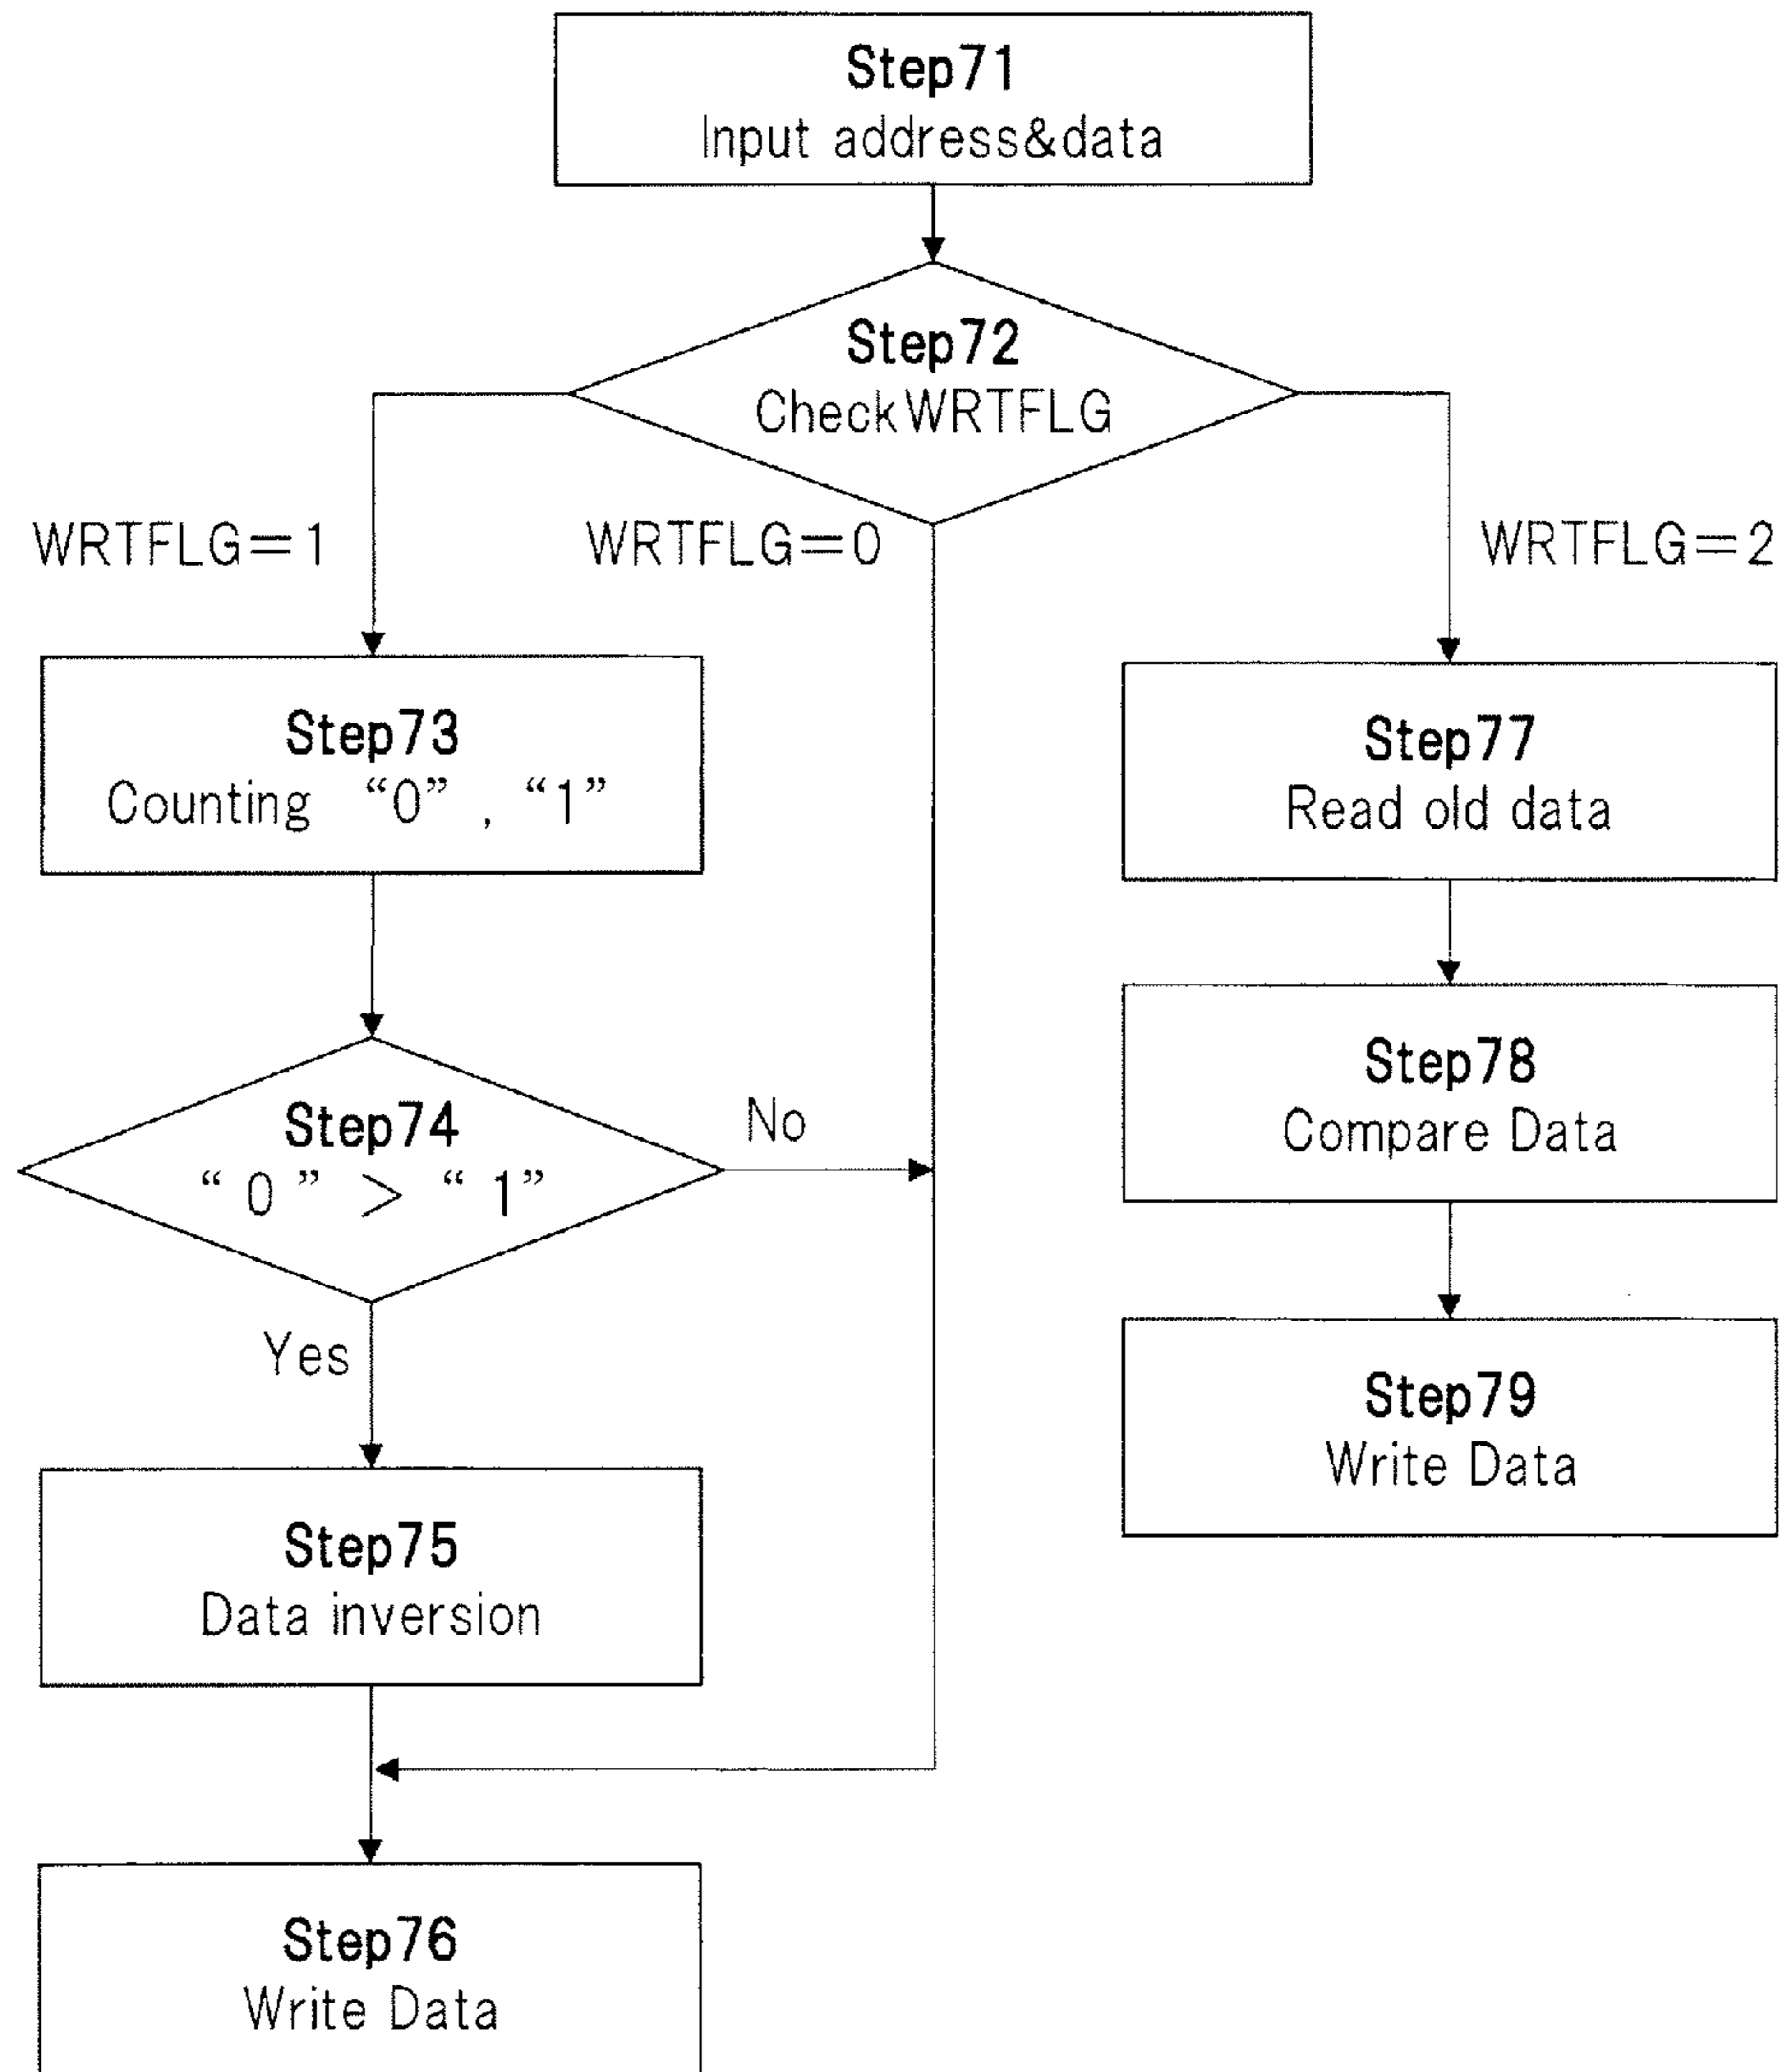 Step71
Input address&data
Step72
CheckWRTFLG
WRTFLG=1
WRTFLG=0
WRTFLG=2
Step73
Counting “0”, “1”
Step77
Read old data
Step74
“0” > “1”
No
Yes
Step78
Compare Data
Step79
Write Data
Step75
Data inversion
Step76
Write Data